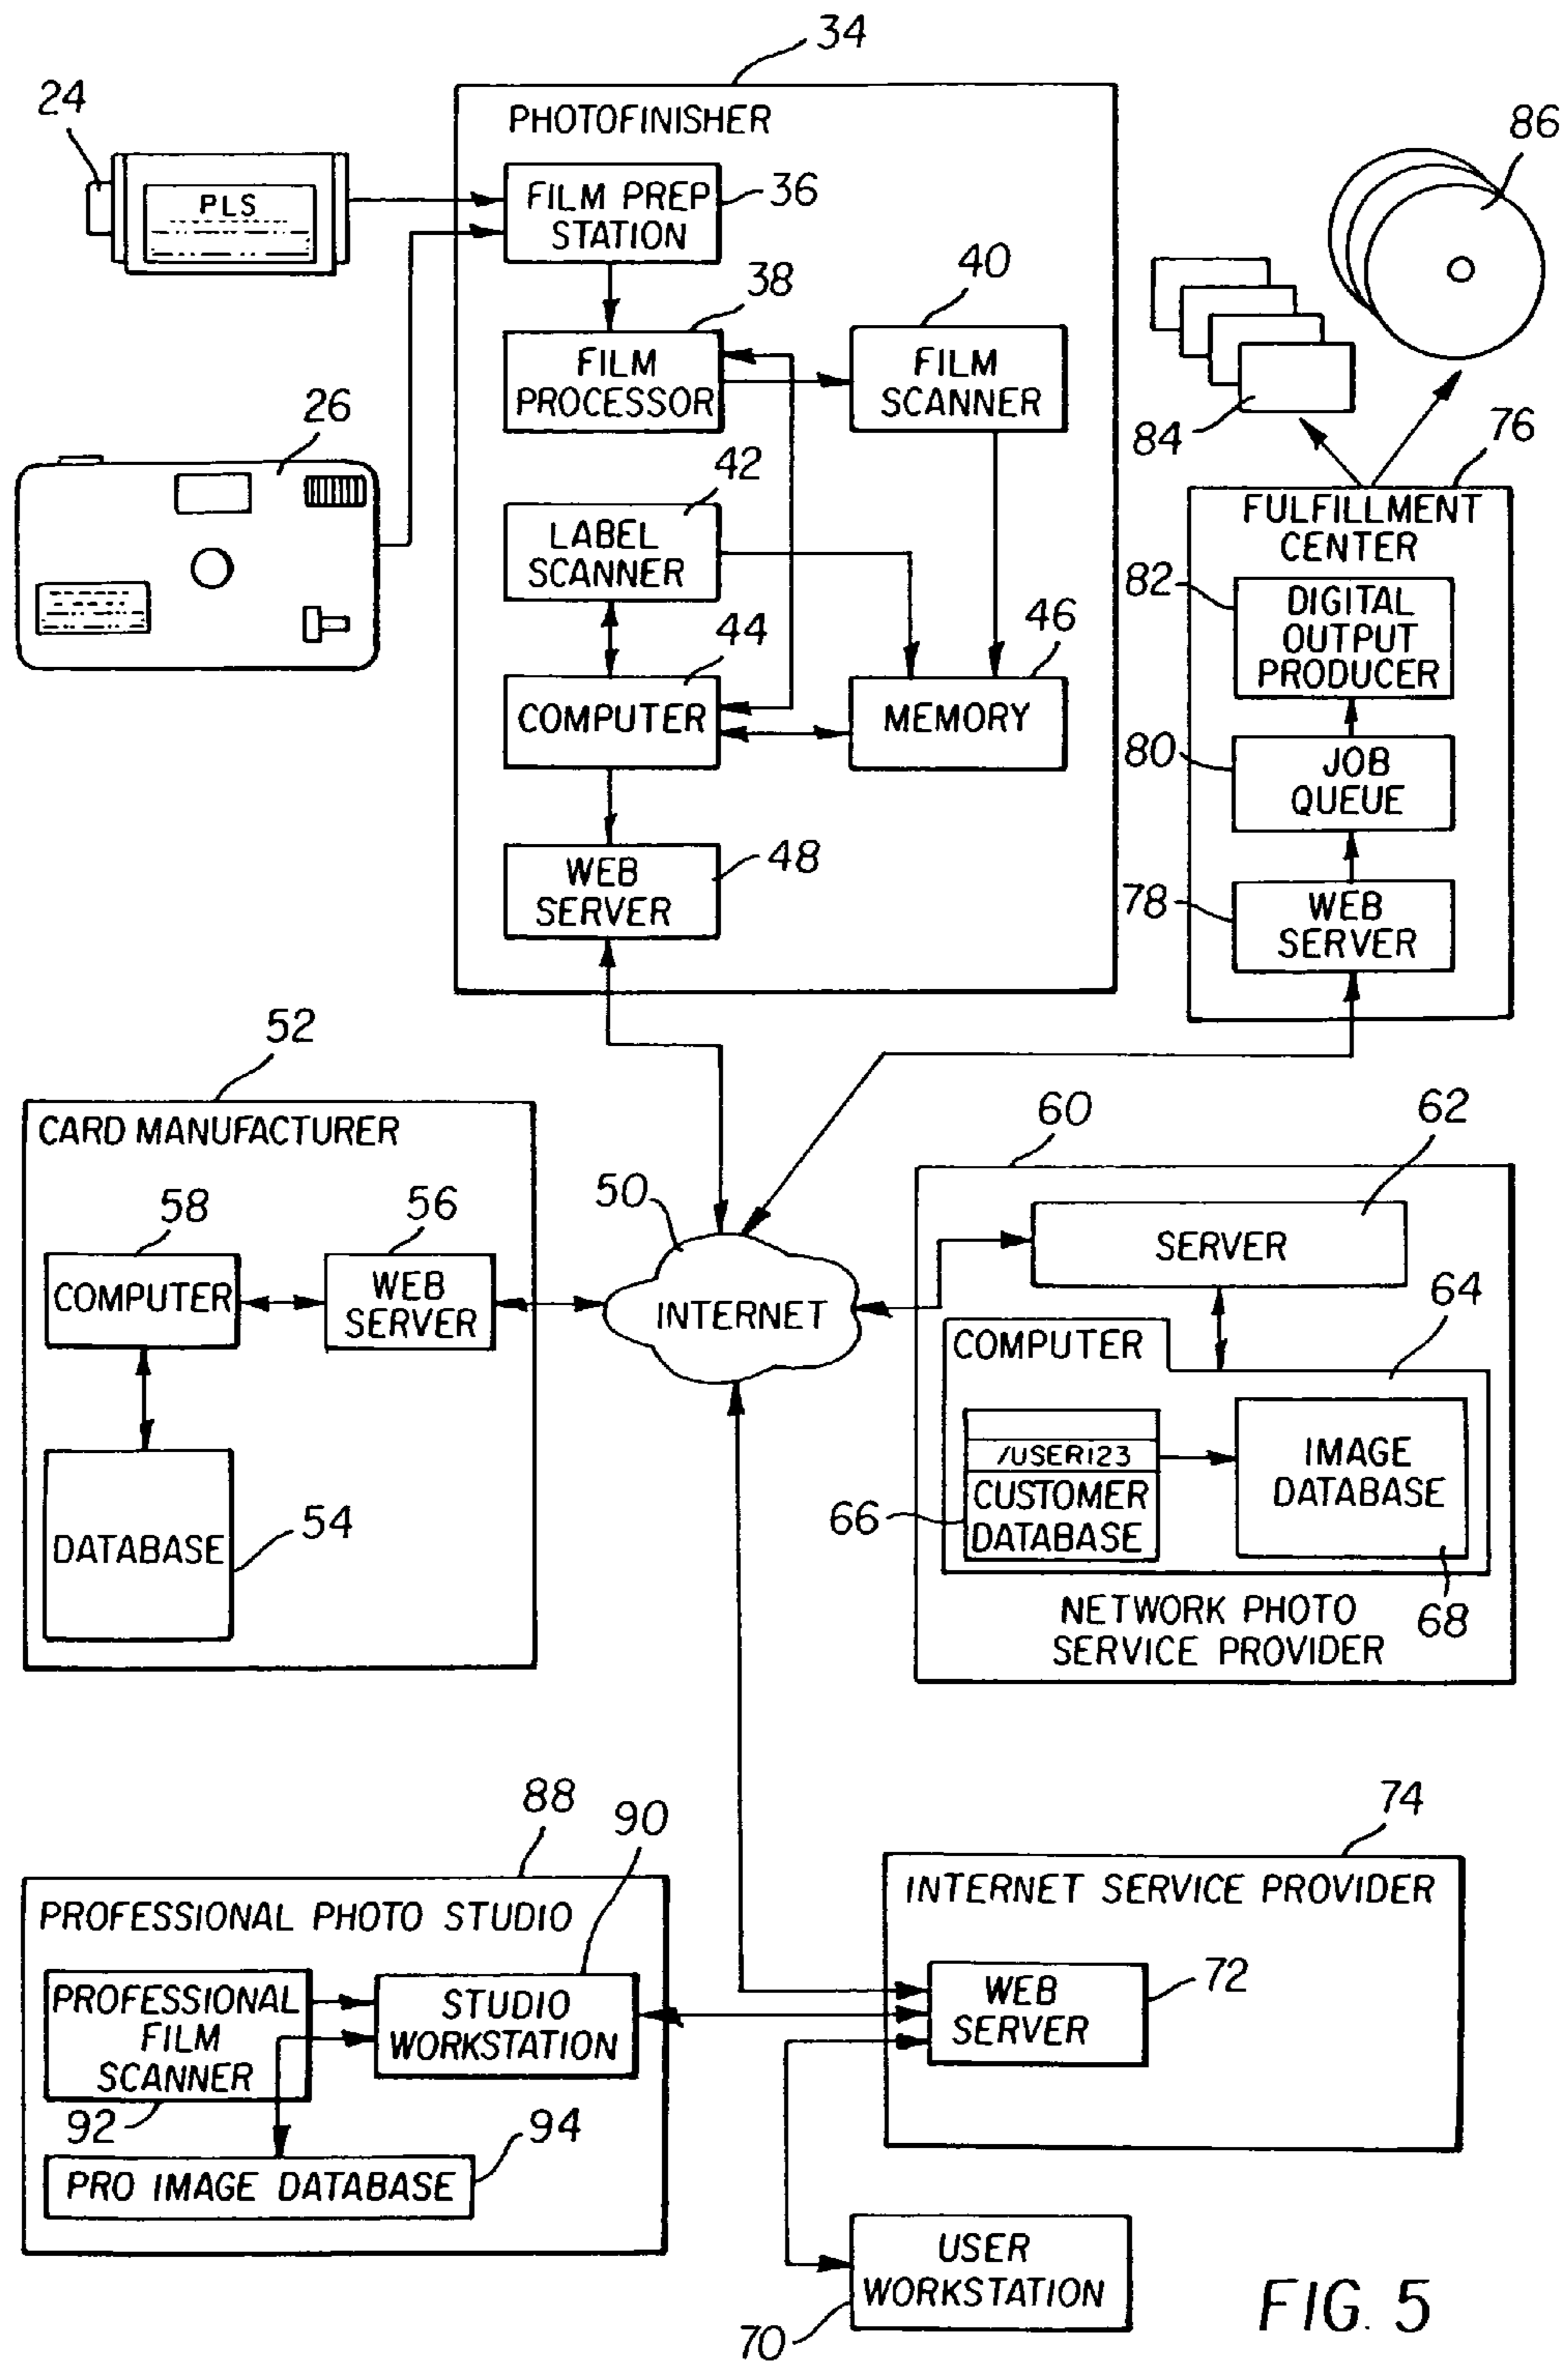 34
24
PHOTOFINISHER
86
PLS
FILM PREP
STATION
36
38
40
FILM
PROCESSOR
FILM
SCANNER
26
84
76
42
FULFILLMENT
CENTER
LABEL
SCANNER
82
DIGITAL
OUTPUT
PRODUCER
44
46
COMPUTER
MEMORY
80
JOB
QUEUE
WEB
SERVER
48
78
WEB
SERVER
52
CARD MANUFACTURER
60
62
58
56
50
SERVER
COMPUTER
WEB
SERVER
INTERNET
64
COMPUTER
/USER123
CUSTOMER
DATABASE
66
IMAGE
DATABASE
68
DATABASE
54
NETWORK PHOTO
SERVICE PROVIDER
88
90
74
PROFESSIONAL PHOTO STUDIO
INTERNET SERVICE PROVIDER
PROFESSIONAL
FILM
SCANNER
92
STUDIO
WORKSTATION
WEB
SERVER
72
94
PRO IMAGE DATABASE
USER
WORKSTATION
70
FIG. 5